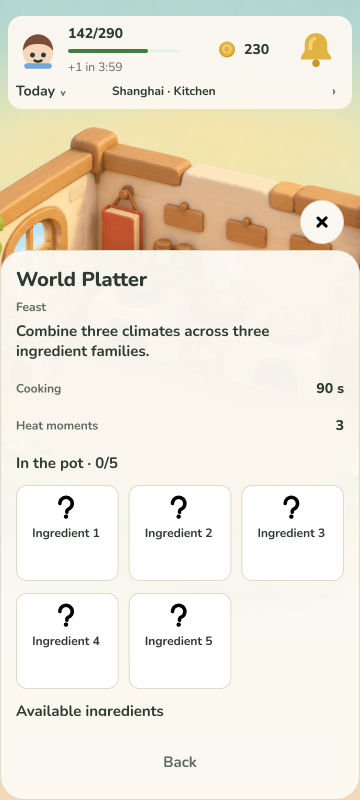 142/290
230
+1 in 3:59
Today
Shanghai · Kitchen
World Platter
Feast
Combine three climates across three
ingredient families.
Cooking
90 s
Heat moments
3
In the pot · 0/5
?
Ingredient 1
?
Ingredient 2
?
Ingredient 3
?
Ingredient 4
?
Ingredient 5
Available ingredients
Back